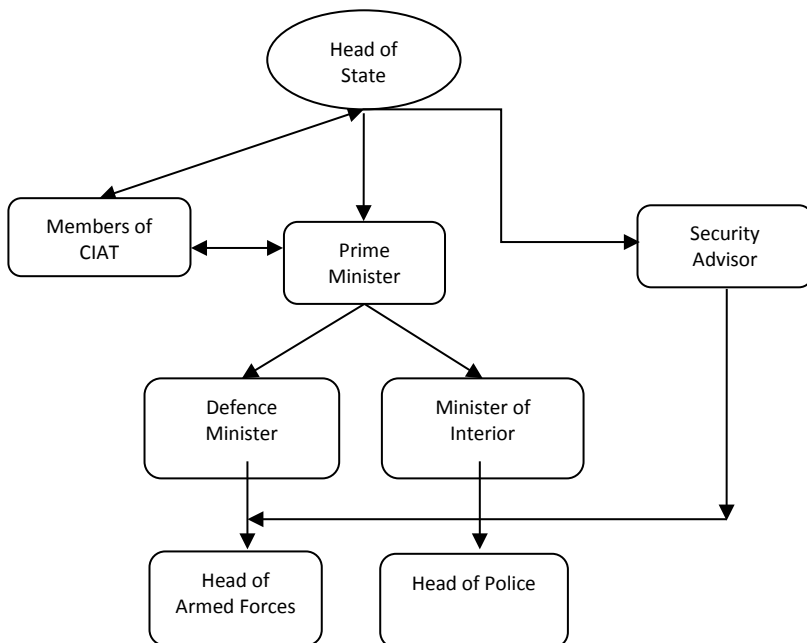 Head of
State
Members of
CIAT
Prime
Minister
Security
Advisor
Defence
Minister
Minister of
Interior
Head of
Armed Forces
Head of Police